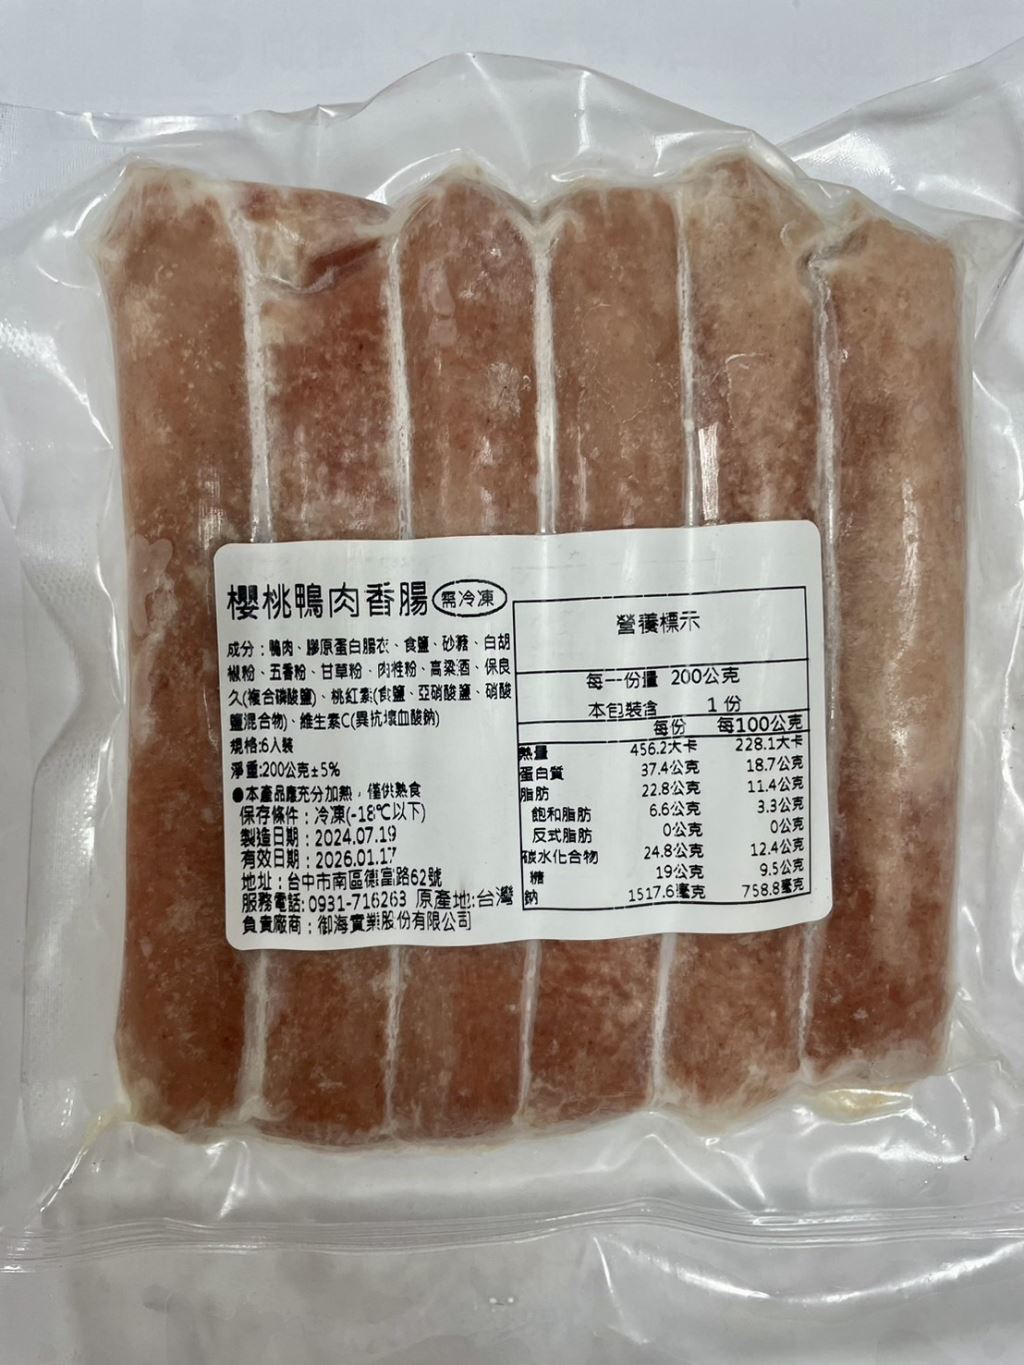 櫻桃鴨肉香腸 需冷凍
成分：鴨肉、膠原蛋白腸衣、食鹽、砂糖、白胡
椒粉、五香粉、甘草粉、肉桂粉、高粱酒、保良
久(複合磷酸鹽)、桃紅素(食鹽、亞硝酸鹽、硝酸
鹽混合物)、維生素C(異抗壞血酸鈉)
規格:6入裝
淨重:200公克±5%
●本產品應充分加熱，僅供熟食
保存條件：冷凍(-18℃以下)
製造日期：2024.07.19
有效日期：2026.01.17
地址：台中市南區德富路62號
服務電話: 0931-716263 原產地:台灣
負責廠商：御海實業股份有限公司
營養標示
每一份量 200公克
本包裝含 1 份
每份 每100公克
熱量 456.2大卡 228.1大卡
蛋白質 37.4公克 18.7公克
脂肪 22.8公克 11.4公克
飽和脂肪 6.6公克 3.3公克
反式脂肪 0公克 0公克
碳水化合物 24.8公克 12.4公克
糖 19公克 9.5公克
鈉 1517.6毫克 758.8毫克